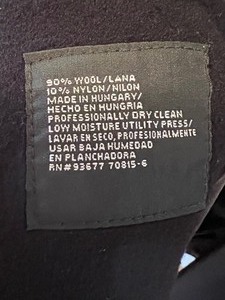 90% WOOL/LANA
10% NYLON/NILON
MADE IN HUNGARY/
HECHO EN HUNGRIA
PROFESSIONALLY DRY CLEAN
LOW MOISTURE UTILITY PRESS/
LAVAR EN SECO, PROFESIONALMENTE
USAR BAJA HUMEDAD
EN PLANCHADORA
RN#93677 70815-6